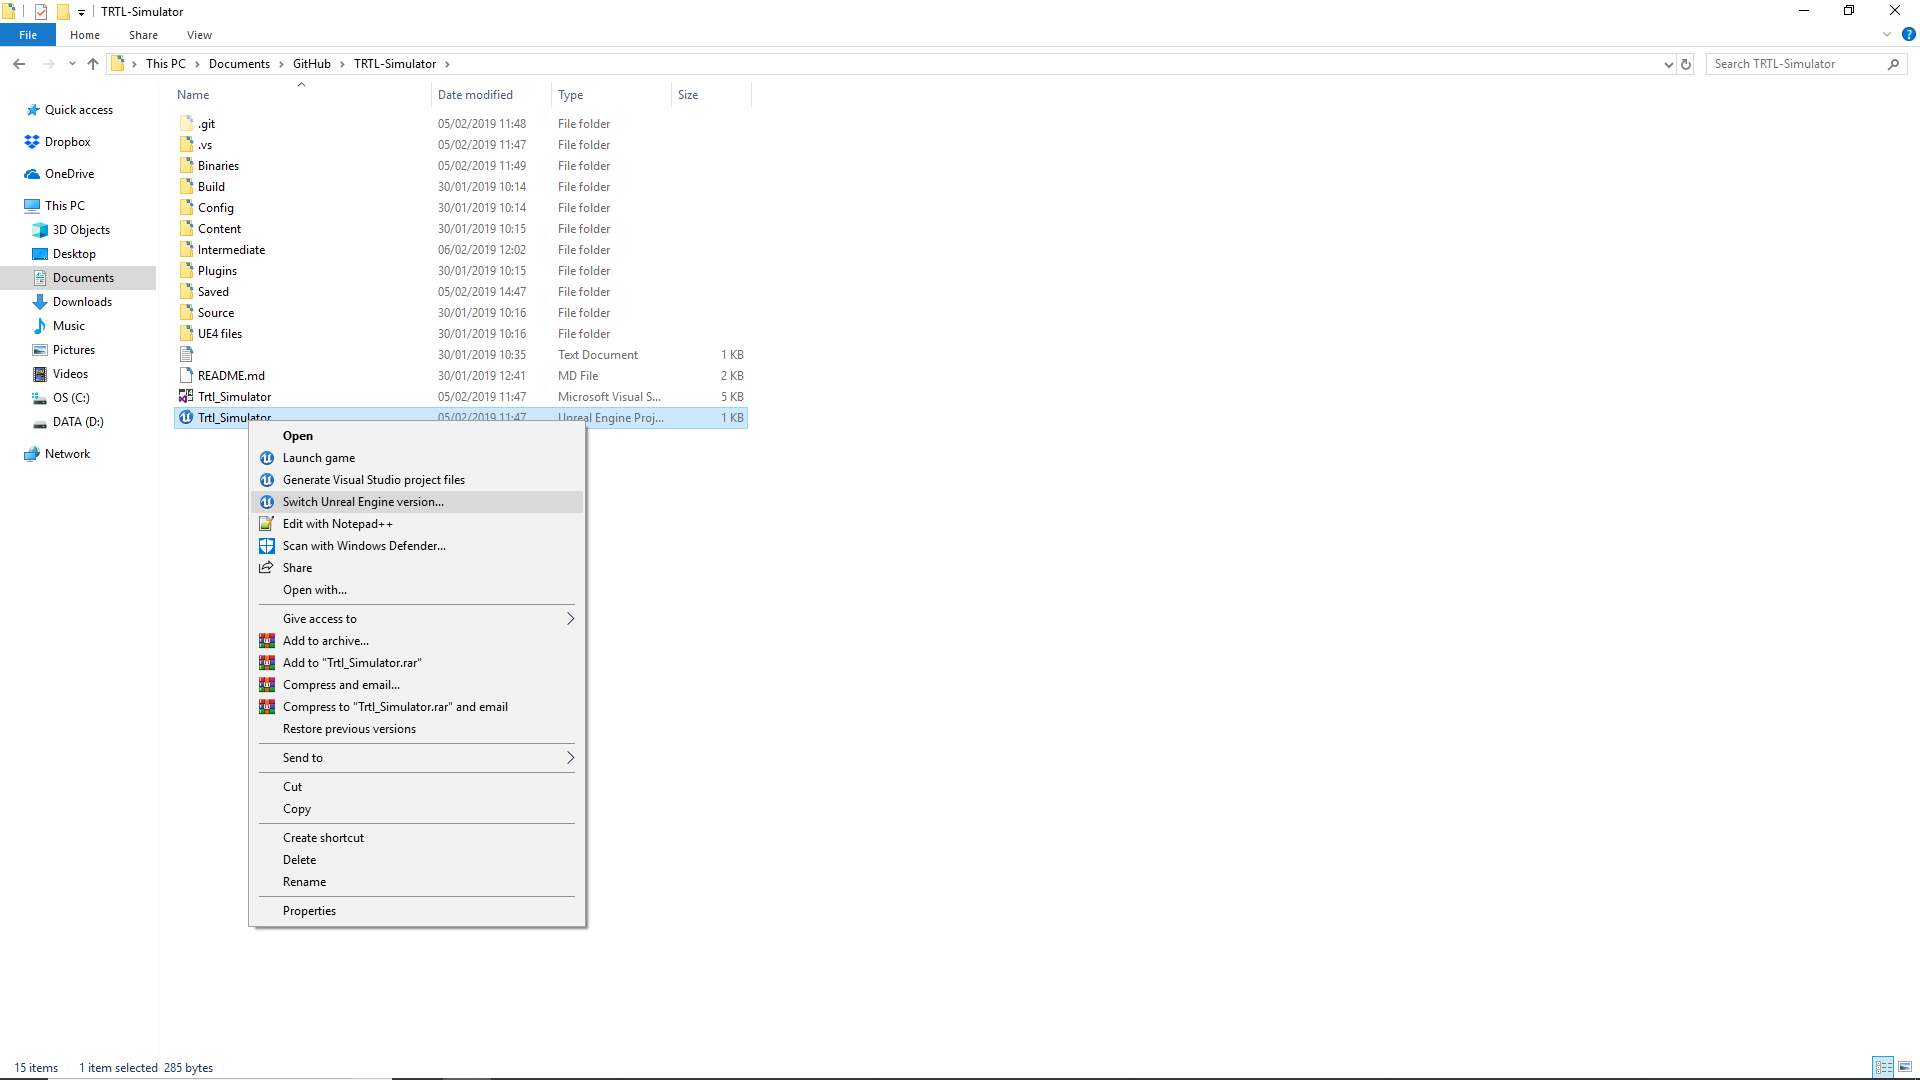 TRTL-Simulator
File Home Share View
This PC Documents GitHub TRTL-Simulator
Search TRTL-Simulator
Quick access
Dropbox
OneDrive
This PC
3D Objects
Desktop
Documents
Downloads
Music
Pictures
Videos
OS (C:)
DATA (D:)
Network
Name Date modified Type Size
.git 05/02/2019 11:48 File folder
.vs 05/02/2019 11:47 File folder
Binaries 05/02/2019 11:49 File folder
Build 30/01/2019 10:14 File folder
Config 30/01/2019 10:14 File folder
Content 30/01/2019 10:15 File folder
Intermediate 06/02/2019 12:02 File folder
Plugins 30/01/2019 10:15 File folder
Saved 05/02/2019 14:47 File folder
Source 30/01/2019 10:16 File folder
UE4 files 30/01/2019 10:16 File folder
30/01/2019 10:35 Text Document 1 KB
README.md 30/01/2019 12:41 MD File 2 KB
Trtl_Simulator 05/02/2019 11:47 Microsoft Visual S... 5 KB
Trtl_Simulator 05/02/2019 11:47 Unreal Engine Proj... 1 KB
Open
Launch game
Generate Visual Studio project files
Switch Unreal Engine version...
Edit with Notepad++
Scan with Windows Defender...
Share
Open with...
Give access to
Add to archive...
Add to "Trtl_Simulator.rar"
Compress and email...
Compress to "Trtl_Simulator.rar" and email
Restore previous versions
Send to
Cut
Copy
Create shortcut
Delete
Rename
Properties
15 items 1 item selected 285 bytes